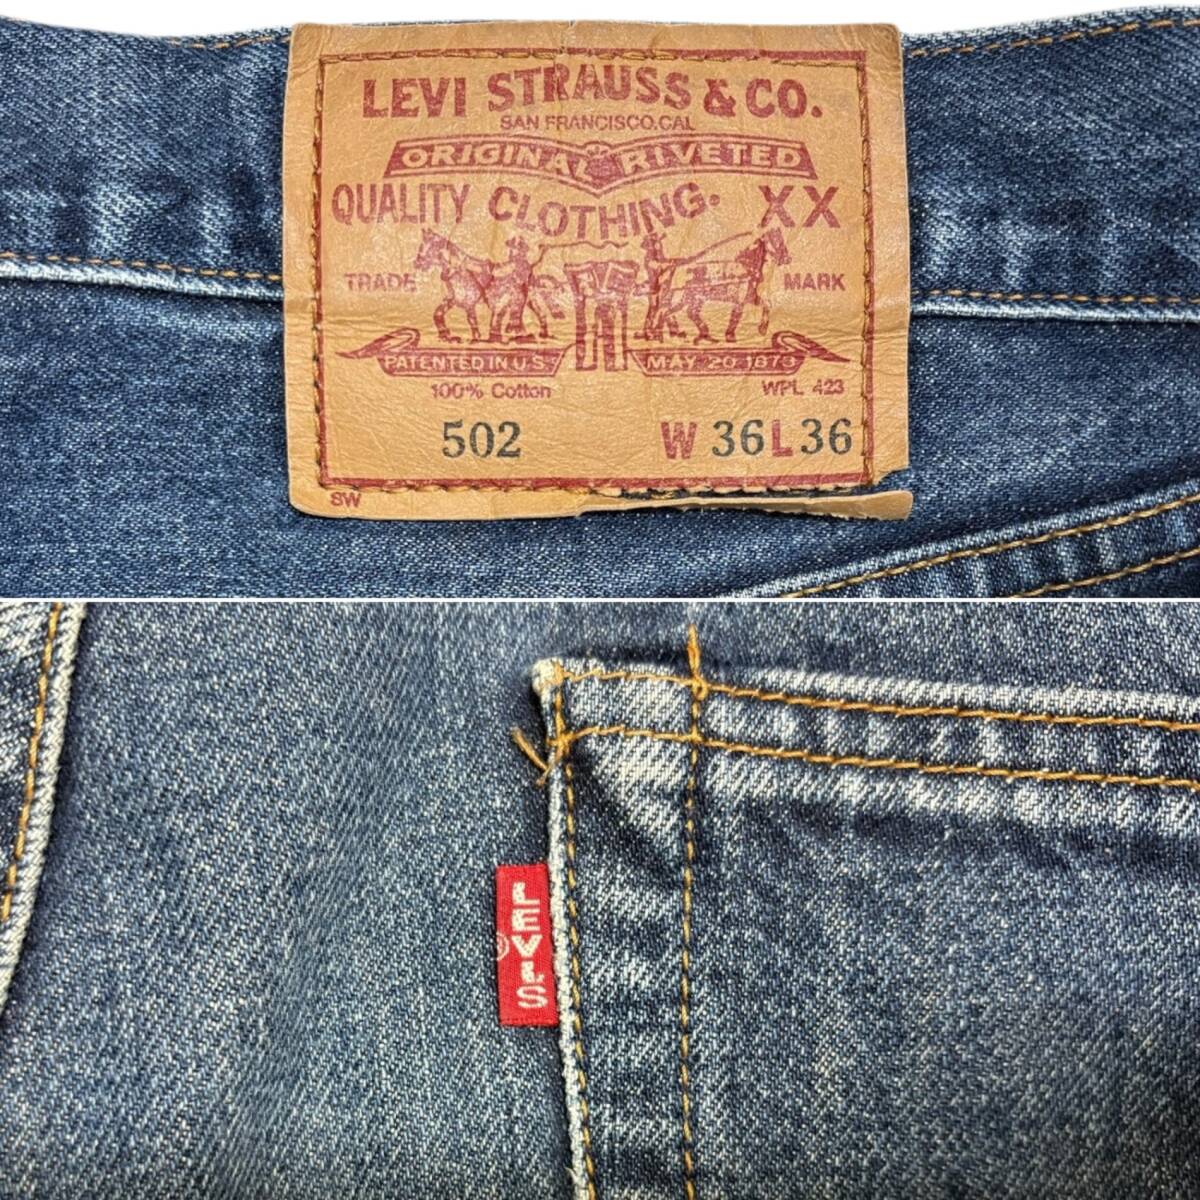 LEVI STRAUSS & CO.
SAN FRANCISCO.CAL
ORIGINAL RIVETED
QUALITY CLOTHING. XX
TRADE MARK
PATENTED IN U.S. MAY 20 1873
100% Cotton WPL 423
502 W 36 L 36
SW
LEVI'S
®